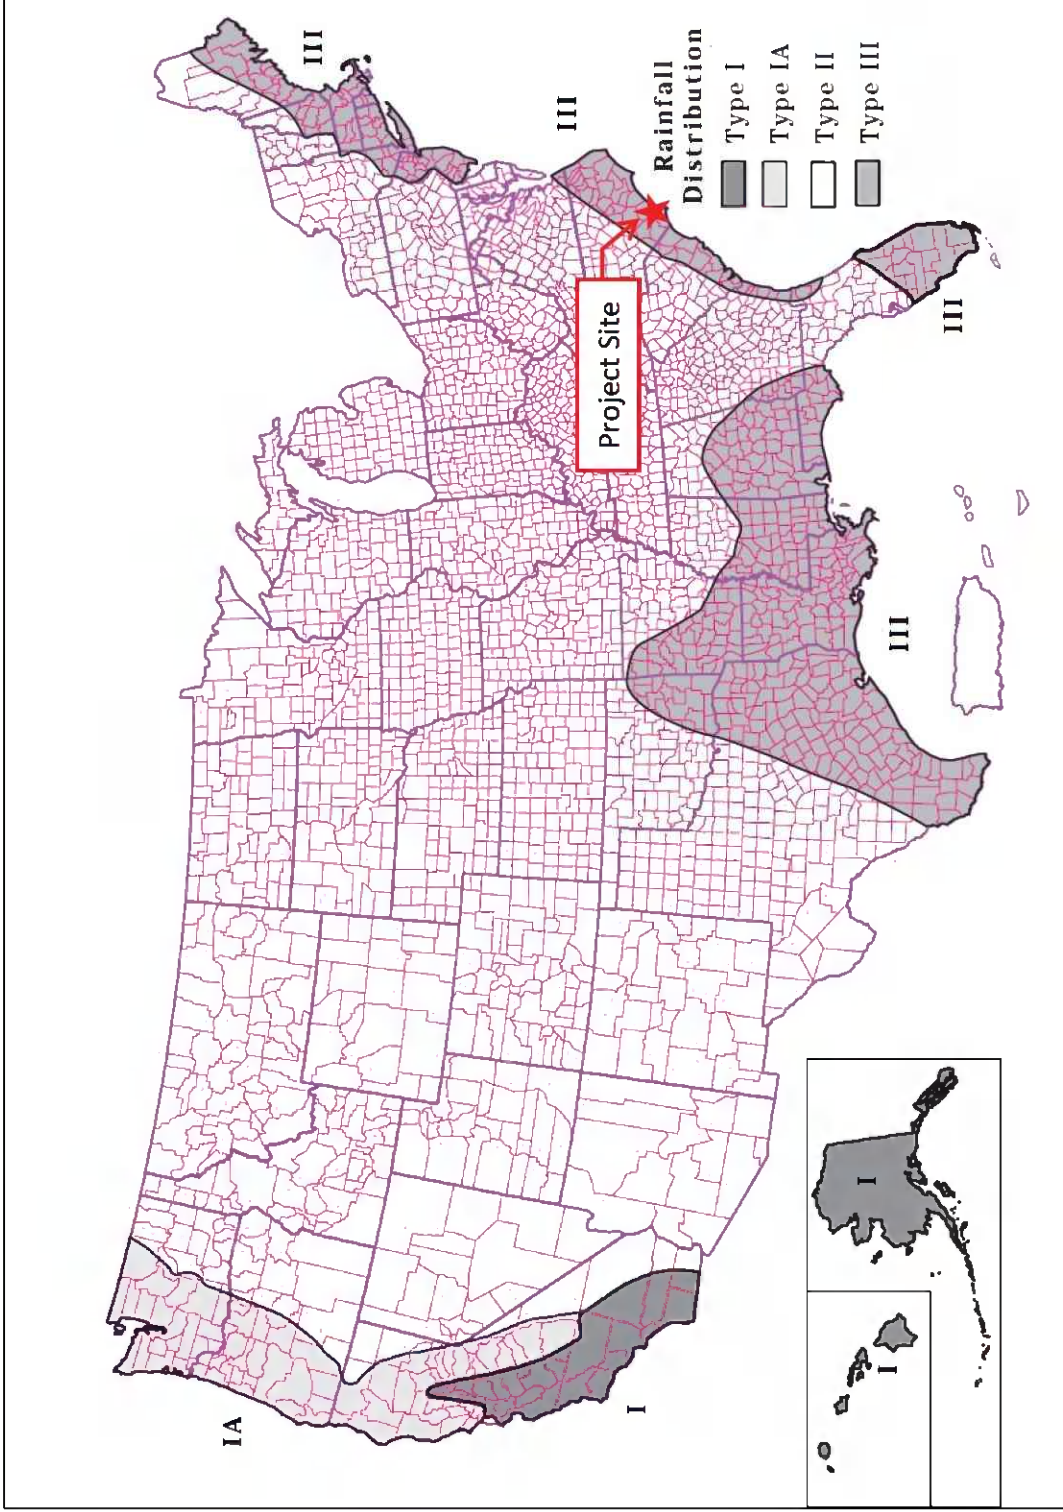 III
III
Rainfall
Distribution
Type I
Type IA
Type II
Type III
Project Site
III
III
IA
I
I
I